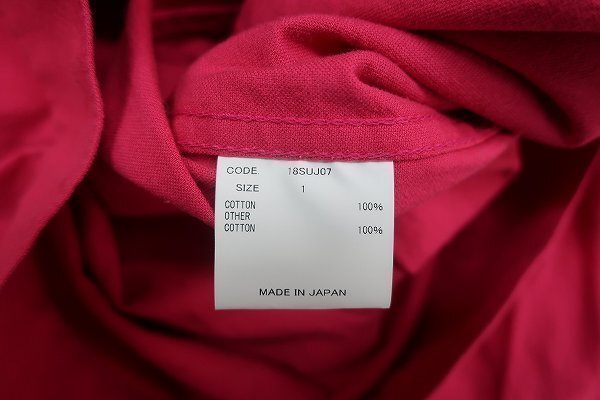 CODE. 18SUJ07
SIZE 1
COTTON 100%
OTHER
COTTON 100%
MADE IN JAPAN